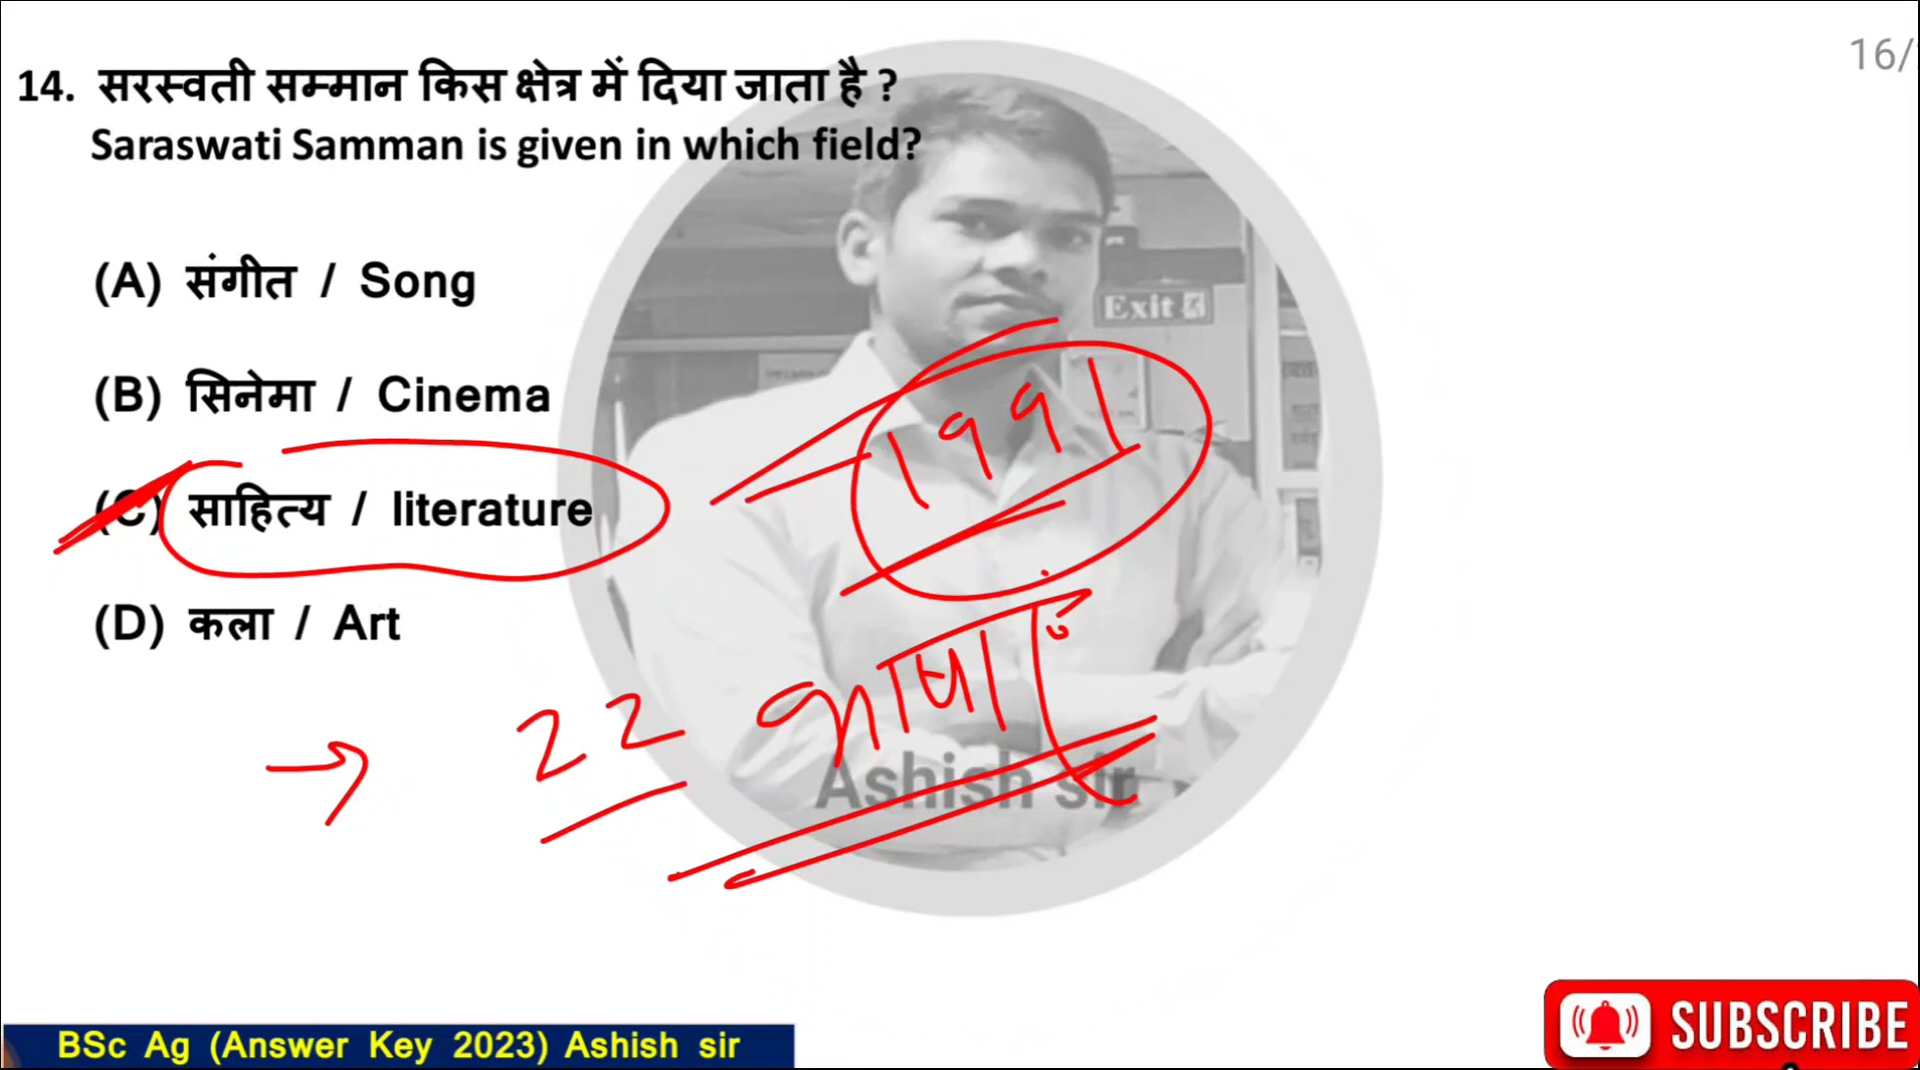 16/
14. सरस्वती सम्मान किस क्षेत्र में दिया जाता है ?
Saraswati Samman is given in which field?
(A) संगीत / Song
Exit
(B) सिनेमा / Cinema
1991
(C) साहित्य / literature
(D) कला / Art
22 भाषाएँ
Ashish sir
BSc Ag (Answer Key 2023) Ashish sir
SUBSCRIBE